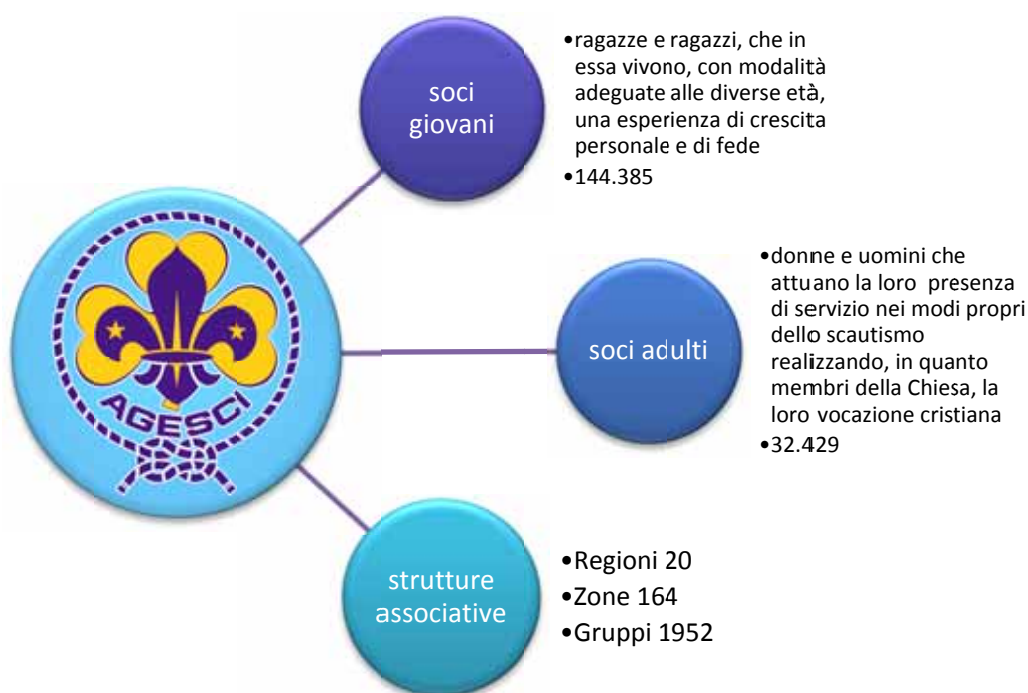 soci
giovani
•ragazze e ragazzi, che in
essa vivono, con modalità
adeguate alle diverse età,
una esperienza di crescita
personale e di fede
•144.385
AGESCI
soci adulti
•donne e uomini che
attuano la loro presenza
di servizio nei modi propri
dello scautismo
realizzando, in quanto
membri della Chiesa, la
loro vocazione cristiana
•32.429
strutture
associative
•Regioni 20
•Zone 164
•Gruppi 1952